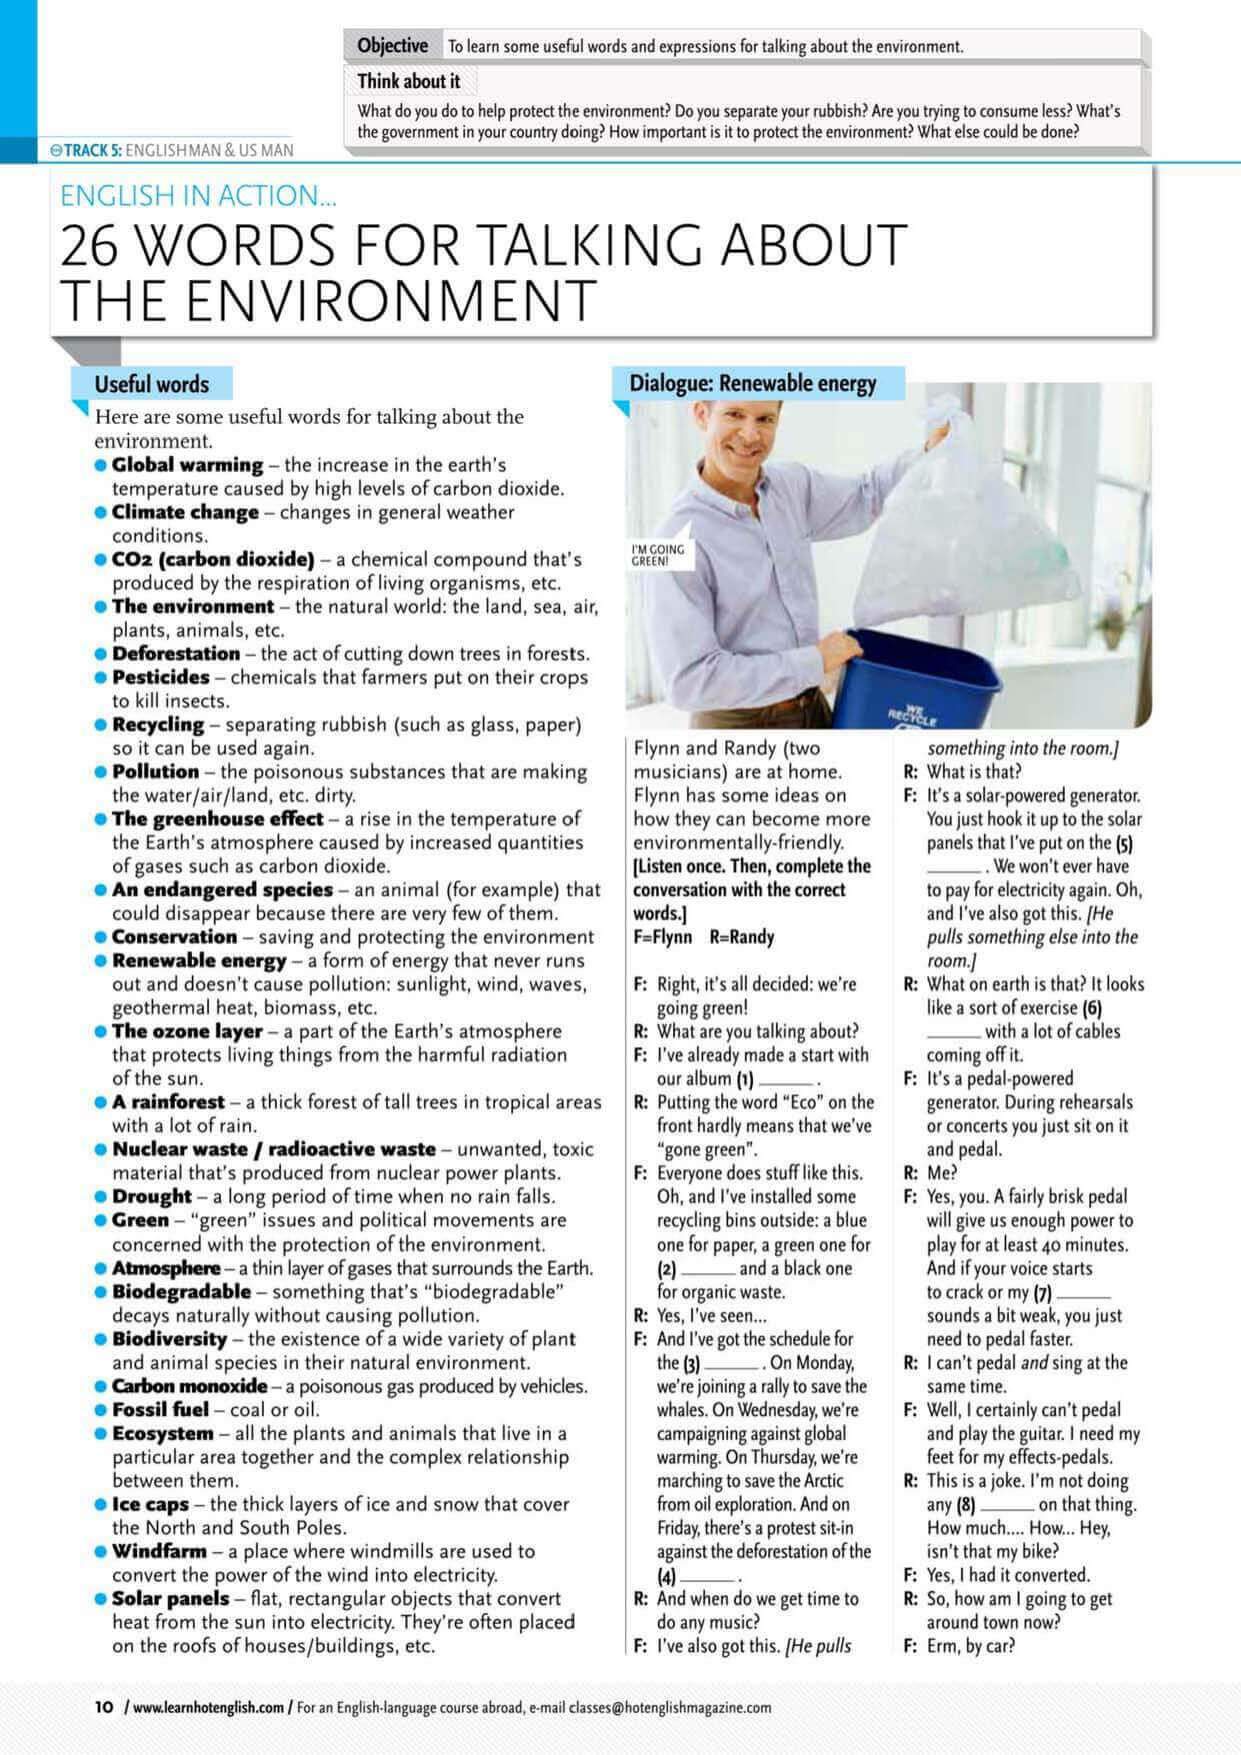 Objective To learn some useful words and expressions for talking about the environment.
Think about it
What do you do to help protect the environment? Do you separate your rubbish? Are you trying to consume less? What's
the government in your country doing? How important is it to protect the environment? What else could be done?
TRACK 5: ENGLISHMAN & US MAN
ENGLISH IN ACTION...
26 WORDS FOR TALKING ABOUT
THE ENVIRONMENT
Useful words
Here are some useful words for talking about the
environment.
● Global warming – the increase in the earth's
temperature caused by high levels of carbon dioxide.
● Climate change – changes in general weather
conditions.
● CO2 (carbon dioxide) – a chemical compound that's
produced by the respiration of living organisms, etc.
● The environment – the natural world: the land, sea, air,
plants, animals, etc.
● Deforestation – the act of cutting down trees in forests.
● Pesticides – chemicals that farmers put on their crops
to kill insects.
● Recycling – separating rubbish (such as glass, paper)
so it can be used again.
● Pollution – the poisonous substances that are making
the water/air/land, etc. dirty.
● The greenhouse effect – a rise in the temperature of
the Earth's atmosphere caused by increased quantities
of gases such as carbon dioxide.
● An endangered species – an animal (for example) that
could disappear because there are very few of them.
● Conservation – saving and protecting the environment
● Renewable energy – a form of energy that never runs
out and doesn't cause pollution: sunlight, wind, waves,
geothermal heat, biomass, etc.
● The ozone layer – a part of the Earth's atmosphere
that protects living things from the harmful radiation
of the sun.
● A rainforest – a thick forest of tall trees in tropical areas
with a lot of rain.
● Nuclear waste / radioactive waste – unwanted, toxic
material that's produced from nuclear power plants.
● Drought – a long period of time when no rain falls.
● Green – "green" issues and political movements are
concerned with the protection of the environment.
● Atmosphere – a thin layer of gases that surrounds the Earth.
● Biodegradable – something that's "biodegradable"
decays naturally without causing pollution.
● Biodiversity – the existence of a wide variety of plant
and animal species in their natural environment.
● Carbon monoxide – a poisonous gas produced by vehicles.
● Fossil fuel – coal or oil.
● Ecosystem – all the plants and animals that live in a
particular area together and the complex relationship
between them.
● Ice caps – the thick layers of ice and snow that cover
the North and South Poles.
● Windfarm – a place where windmills are used to
convert the power of the wind into electricity.
● Solar panels – flat, rectangular objects that convert
heat from the sun into electricity. They're often placed
on the roofs of houses/buildings, etc.
Dialogue: Renewable energy
I'M GOING
GREEN!
WE
RECYCLE
Flynn and Randy (two
musicians) are at home.
Flynn has some ideas on
how they can become more
environmentally-friendly.
[Listen once. Then, complete the
conversation with the correct
words.]
F=Flynn R=Randy
F: Right, it's all decided: we're
going green!
R: What are you talking about?
F: I've already made a start with
our album (1) ______ .
R: Putting the word "Eco" on the
front hardly means that we've
"gone green".
F: Everyone does stuff like this.
Oh, and I've installed some
recycling bins outside: a blue
one for paper, a green one for
(2) ______ and a black one
for organic waste.
R: Yes, I've seen...
F: And I've got the schedule for
the (3) ______ . On Monday,
we're joining a rally to save the
whales. On Wednesday, we're
campaigning against global
warming. On Thursday, we're
marching to save the Arctic
from oil exploration. And on
Friday, there's a protest sit-in
against the deforestation of the
(4) ______ .
R: And when do we get time to
do any music?
F: I've also got this. [He pulls
something into the room.]
R: What is that?
F: It's a solar-powered generator.
You just hook it up to the solar
panels that I've put on the (5)
______ . We won't ever have
to pay for electricity again. Oh,
and I've also got this. [He
pulls something else into the
room.]
R: What on earth is that? It looks
like a sort of exercise (6)
______ with a lot of cables
coming off it.
F: It's a pedal-powered
generator. During rehearsals
or concerts you just sit on it
and pedal.
R: Me?
F: Yes, you. A fairly brisk pedal
will give us enough power to
play for at least 40 minutes.
And if your voice starts
to crack or my (7) ______
sounds a bit weak, you just
need to pedal faster.
R: I can't pedal and sing at the
same time.
F: Well, I certainly can't pedal
and play the guitar. I need my
feet for my effects-pedals.
R: This is a joke. I'm not doing
any (8) ______ on that thing.
How much.... How... Hey,
isn't that my bike?
F: Yes, I had it converted.
R: So, how am I going to get
around town now?
F: Erm, by car?
10 / www.learnhotenglish.com / For an English-language course abroad, e-mail classes@hotenglishmagazine.com